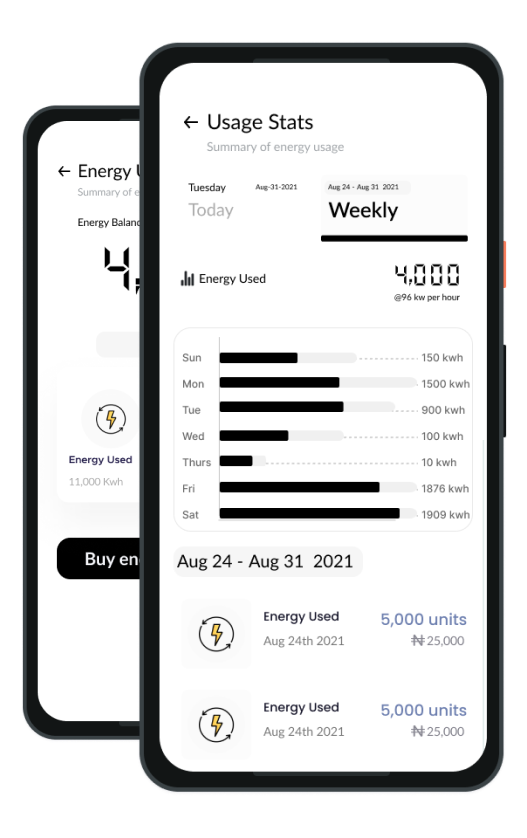 ← Usage Stats
Summary of energy usage
Tuesday Aug-31-2021
Today
Aug 24 - Aug 31 2021
Weekly
Energy Used 4,000
@96 kw per hour
Sun 150 kwh
Mon 1500 kwh
Tue 900 kwh
Wed 100 kwh
Thurs 10 kwh
Fri 1876 kwh
Sat 1909 kwh
Aug 24 - Aug 31 2021
Energy Used 5,000 units
Aug 24th 2021 ₦25,000
Energy Used 5,000 units
Aug 24th 2021 ₦25,000
← Energy
Summary of
Energy
4,
Energy Used
11,000 Kwh
Buy